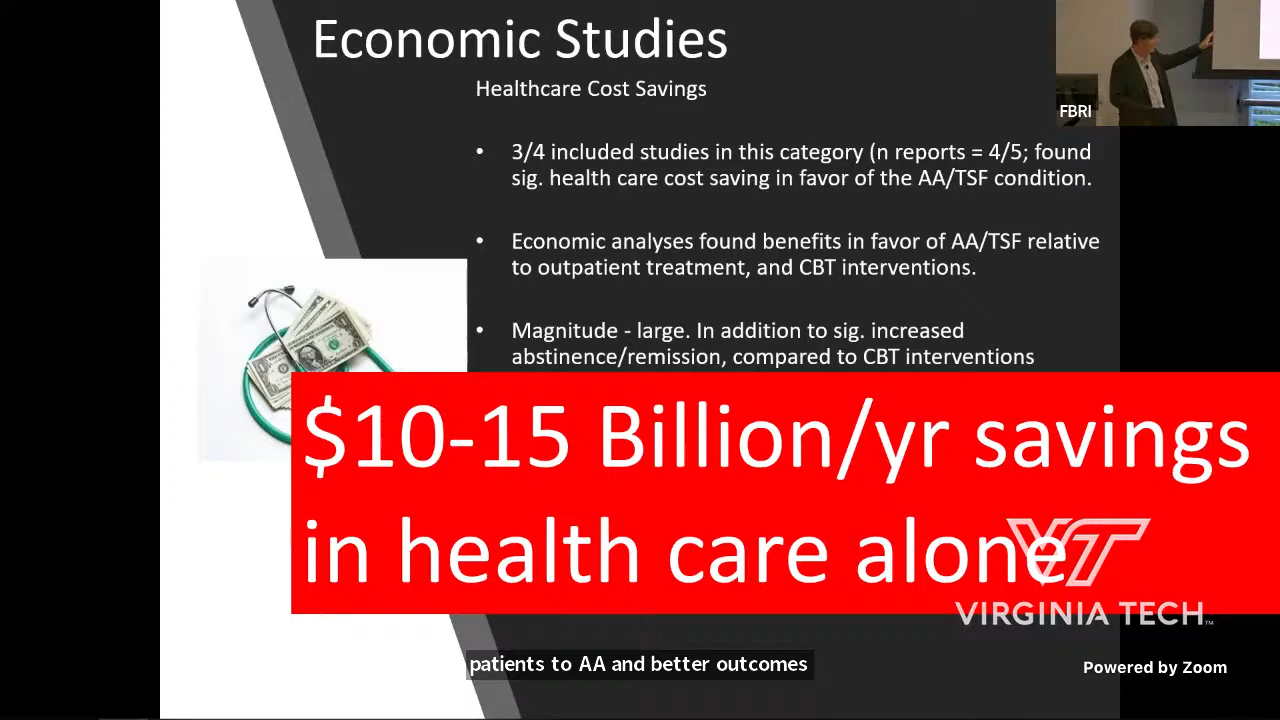 Economic Studies
Healthcare Cost Savings
FBRI
• 3/4 included studies in this category (n reports = 4/5; found
sig. health care cost saving in favor of the AA/TSF condition.
• Economic analyses found benefits in favor of AA/TSF relative
to outpatient treatment, and CBT interventions.
• Magnitude - large. In addition to sig. increased
abstinence/remission, compared to CBT interventions
$10-15 Billion/yr savings
in health care alone
VT
VIRGINIA TECH™
patients to AA and better outcomes
Powered by Zoom